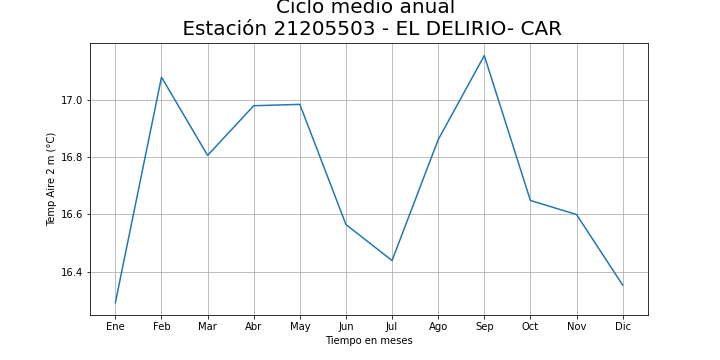 Ciclo medio anual
Estación 21205503 - EL DELIRIO- CAR
Temp Aire 2 m (°C)
17.0
16.8
16.6
16.4
Ene Feb Mar Abr May Jun Jul Ago Sep Oct Nov Dic
Tiempo en meses